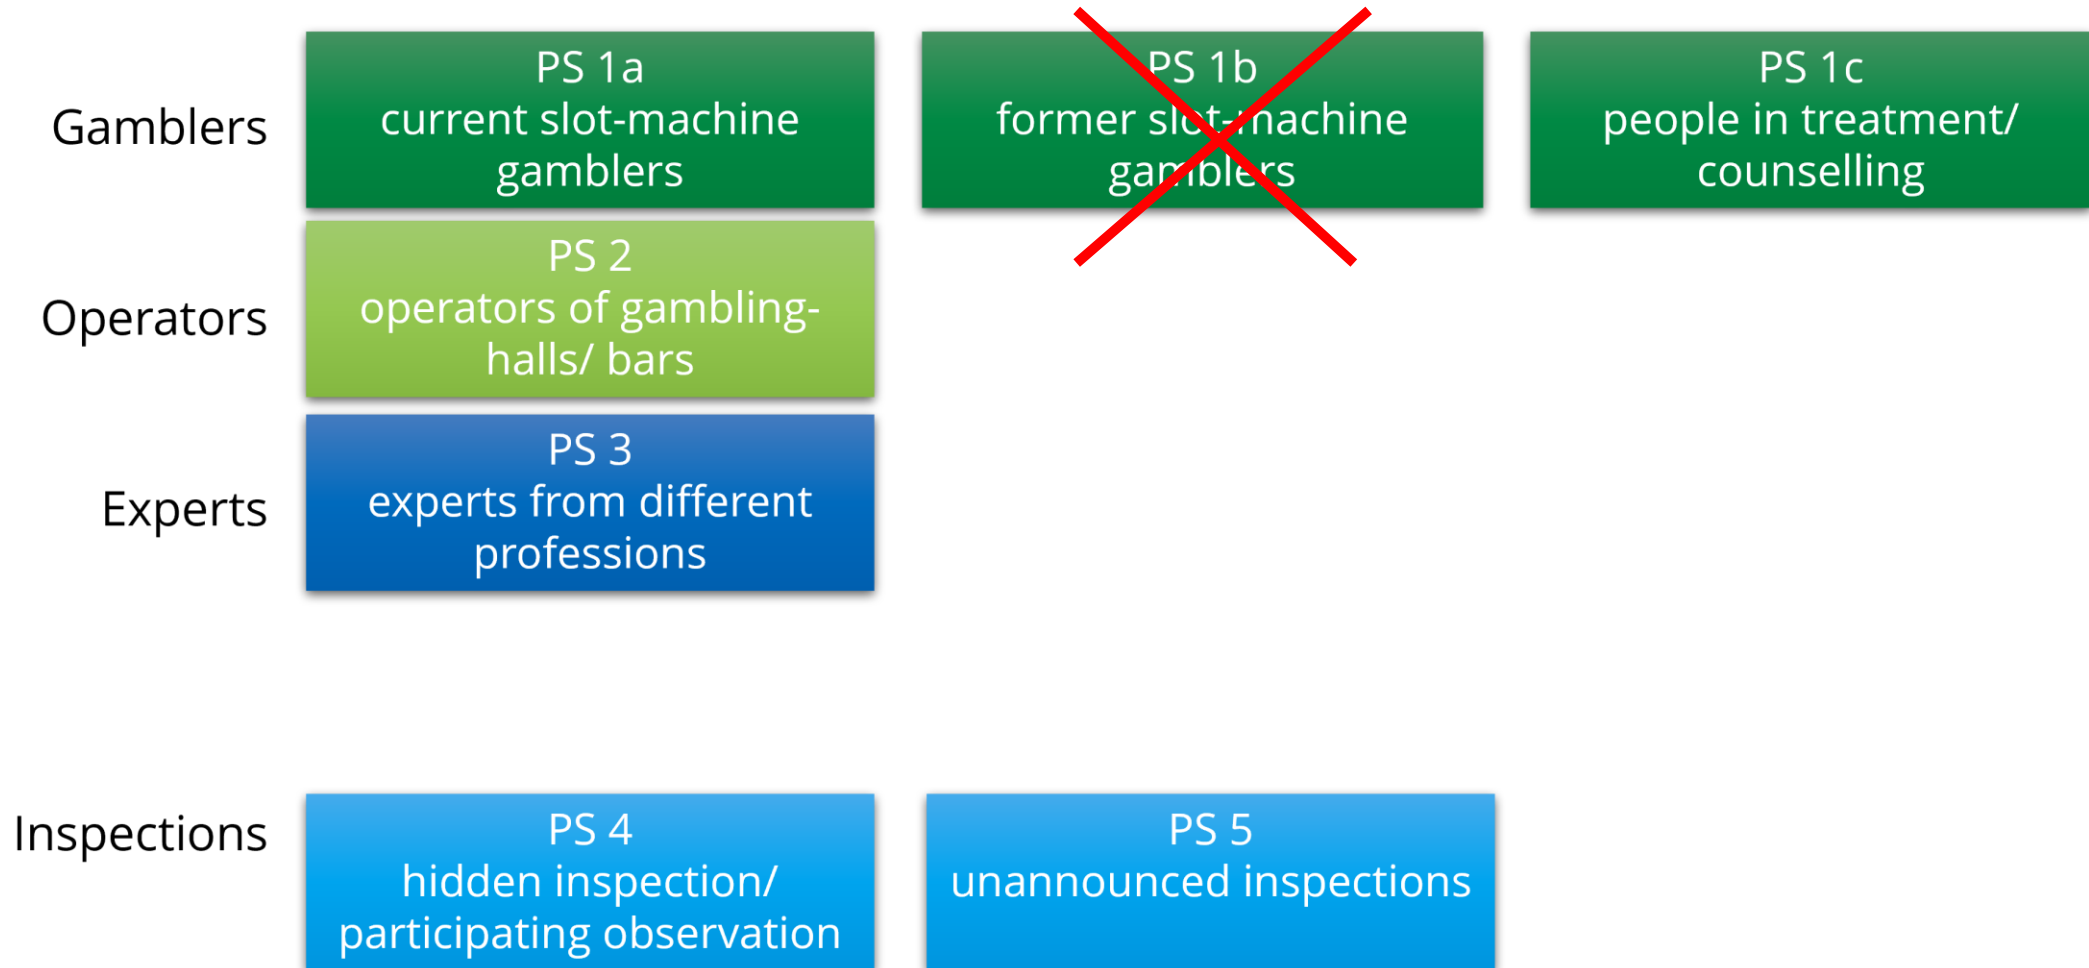 Gamblers
PS 1a
current slot-machine
gamblers
PS 1b
former slot-machine
gamblers
PS 1c
people in treatment/
counselling
Operators
PS 2
operators of gambling-
halls/ bars
Experts
PS 3
experts from different
professions
Inspections
PS 4
hidden inspection/
participating observation
PS 5
unannounced inspections